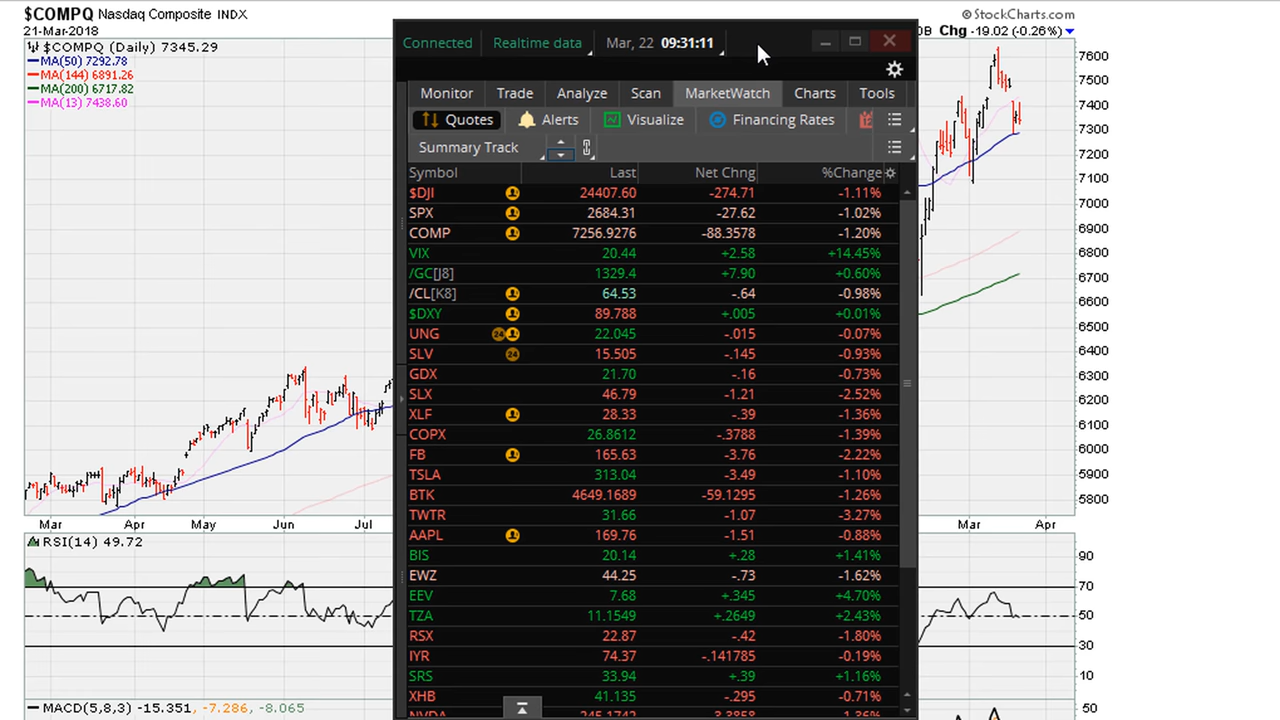 $COMPQ Nasdaq Composite INDX
© StockCharts.com
21-Mar-2018
Chg -19.02 (-0.26%)
$COMPQ (Daily) 7345.29
MA(50) 7292.78
MA(144) 6891.26
MA(200) 6717.82
MA(13) 7438.60
Connected Realtime data Mar, 22 09:31:11
Monitor Trade Analyze Scan MarketWatch Charts Tools
Quotes Alerts Visualize Financing Rates
Summary Track
Symbol Last Net Chng %Change
$DJI 24407.60 -274.71 -1.11%
SPX 2684.31 -27.62 -1.02%
COMP 7256.9276 -88.3578 -1.20%
VIX 20.44 +2.58 +14.45%
/GC[J8] 1329.4 +7.90 +0.60%
/CL[K8] 64.53 -.64 -0.98%
$DXY 89.788 +.005 +0.01%
UNG 22.045 -.015 -0.07%
SLV 15.505 -.145 -0.93%
GDX 21.70 -.16 -0.73%
SLX 46.79 -1.21 -2.52%
XLF 28.33 -.39 -1.36%
COPX 26.8612 -.3788 -1.39%
FB 165.63 -3.76 -2.22%
TSLA 313.04 -3.49 -1.10%
BTK 4649.1689 -59.1295 -1.26%
TWTR 31.66 -1.07 -3.27%
AAPL 169.76 -1.51 -0.88%
BIS 20.14 +.28 +1.41%
EWZ 44.25 -.73 -1.62%
EEV 7.68 +.345 +4.70%
TZA 11.1549 +.2649 +2.43%
RSX 22.87 -.42 -1.80%
IYR 74.37 -.141785 -0.19%
SRS 33.94 +.39 +1.16%
XHB 41.135 -.295 -0.71%
7600
7500
7400
7300
7200
7100
7000
6900
6800
6700
6600
6500
6400
6300
6200
6100
6000
5900
5800
Mar Apr May Jun Jul Mar Apr
RSI(14) 49.72
90
70
50
30
10
MACD(5,8,3) -15.351, -7.286, -8.065
50